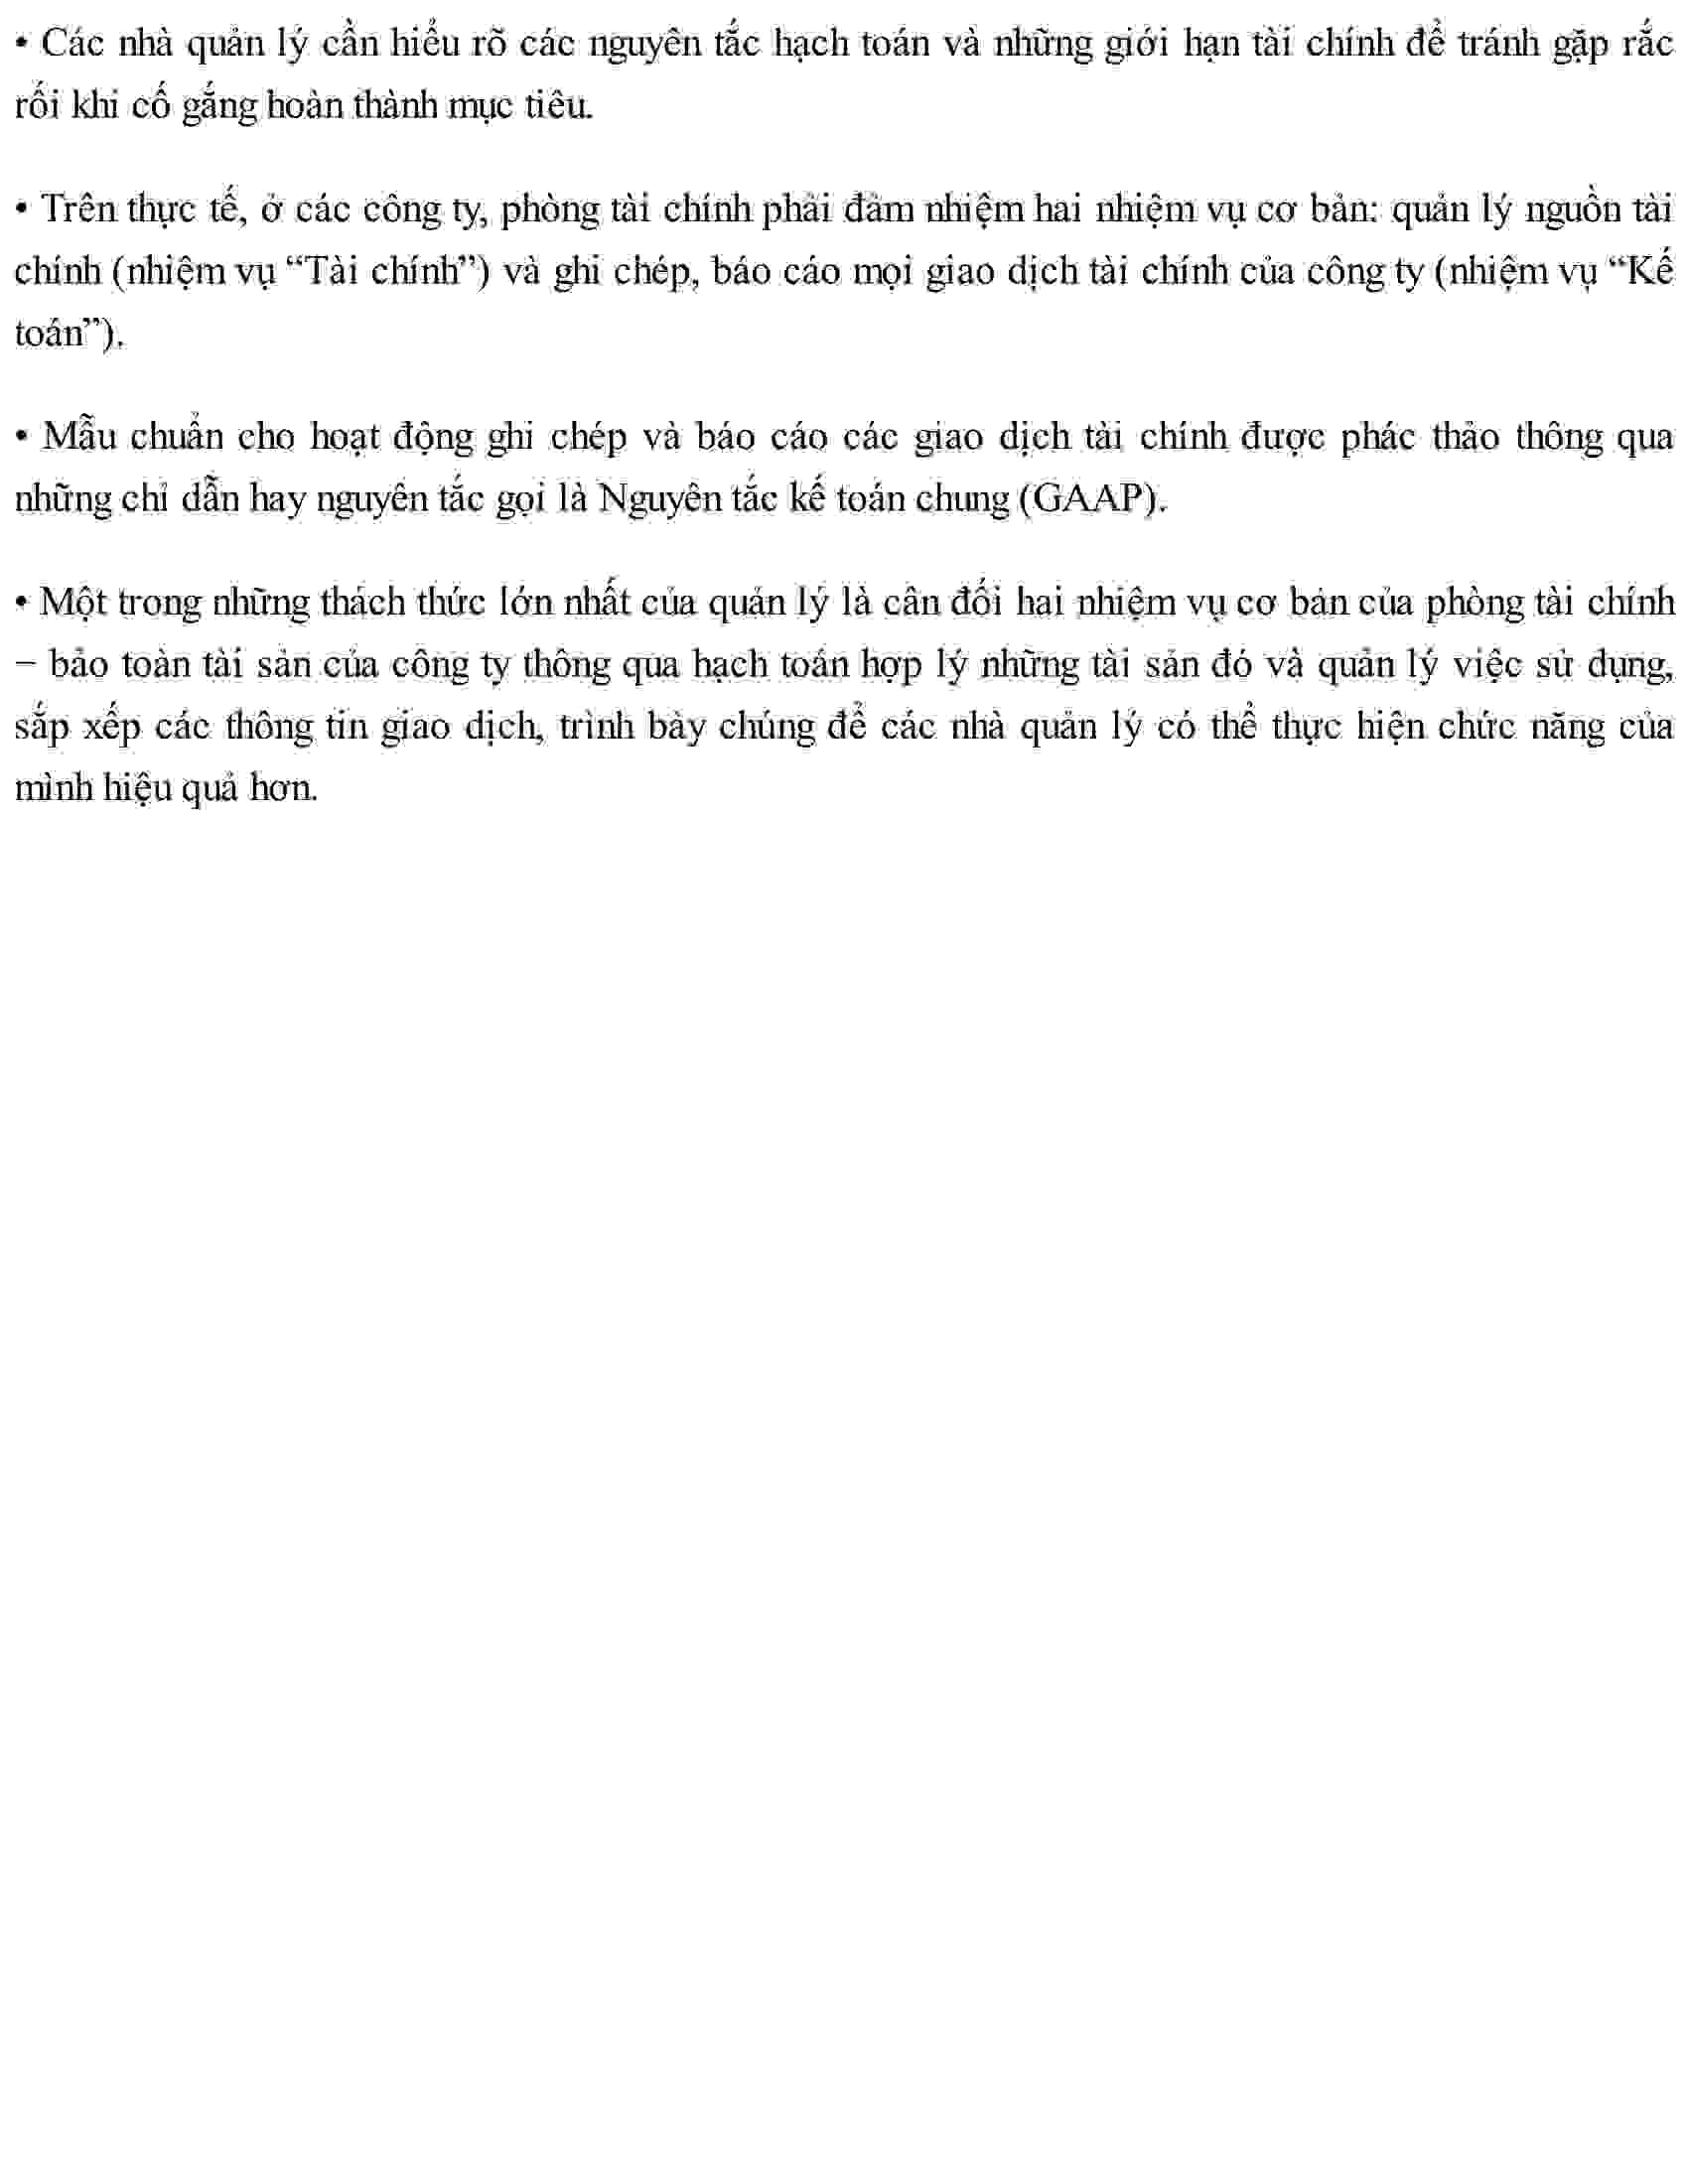 • Các nhà quản lý cần hiểu rõ các nguyên tắc hạch toán và những giới hạn tài chính để tránh gặp rắc
rối khi cố gắng hoàn thành mục tiêu.
• Trên thực tế, ở các công ty, phòng tài chính phải đảm nhiệm hai nhiệm vụ cơ bản: quản lý nguồn tài
chính (nhiệm vụ “Tài chính”) và ghi chép, báo cáo mọi giao dịch tài chính của công ty (nhiệm vụ “Kế
toán”).
• Mẫu chuẩn cho hoạt động ghi chép và báo cáo các giao dịch tài chính được phác thảo thông qua
những chỉ dẫn hay nguyên tắc gọi là Nguyên tắc kế toán chung (GAAP).
• Một trong những thách thức lớn nhất của quản lý là cân đối hai nhiệm vụ cơ bản của phòng tài chính
– bảo toàn tài sản của công ty thông qua hạch toán hợp lý những tài sản đó và quản lý việc sử dụng,
sắp xếp các thông tin giao dịch, trình bày chúng để các nhà quản lý có thể thực hiện chức năng của
mình hiệu quả hơn.